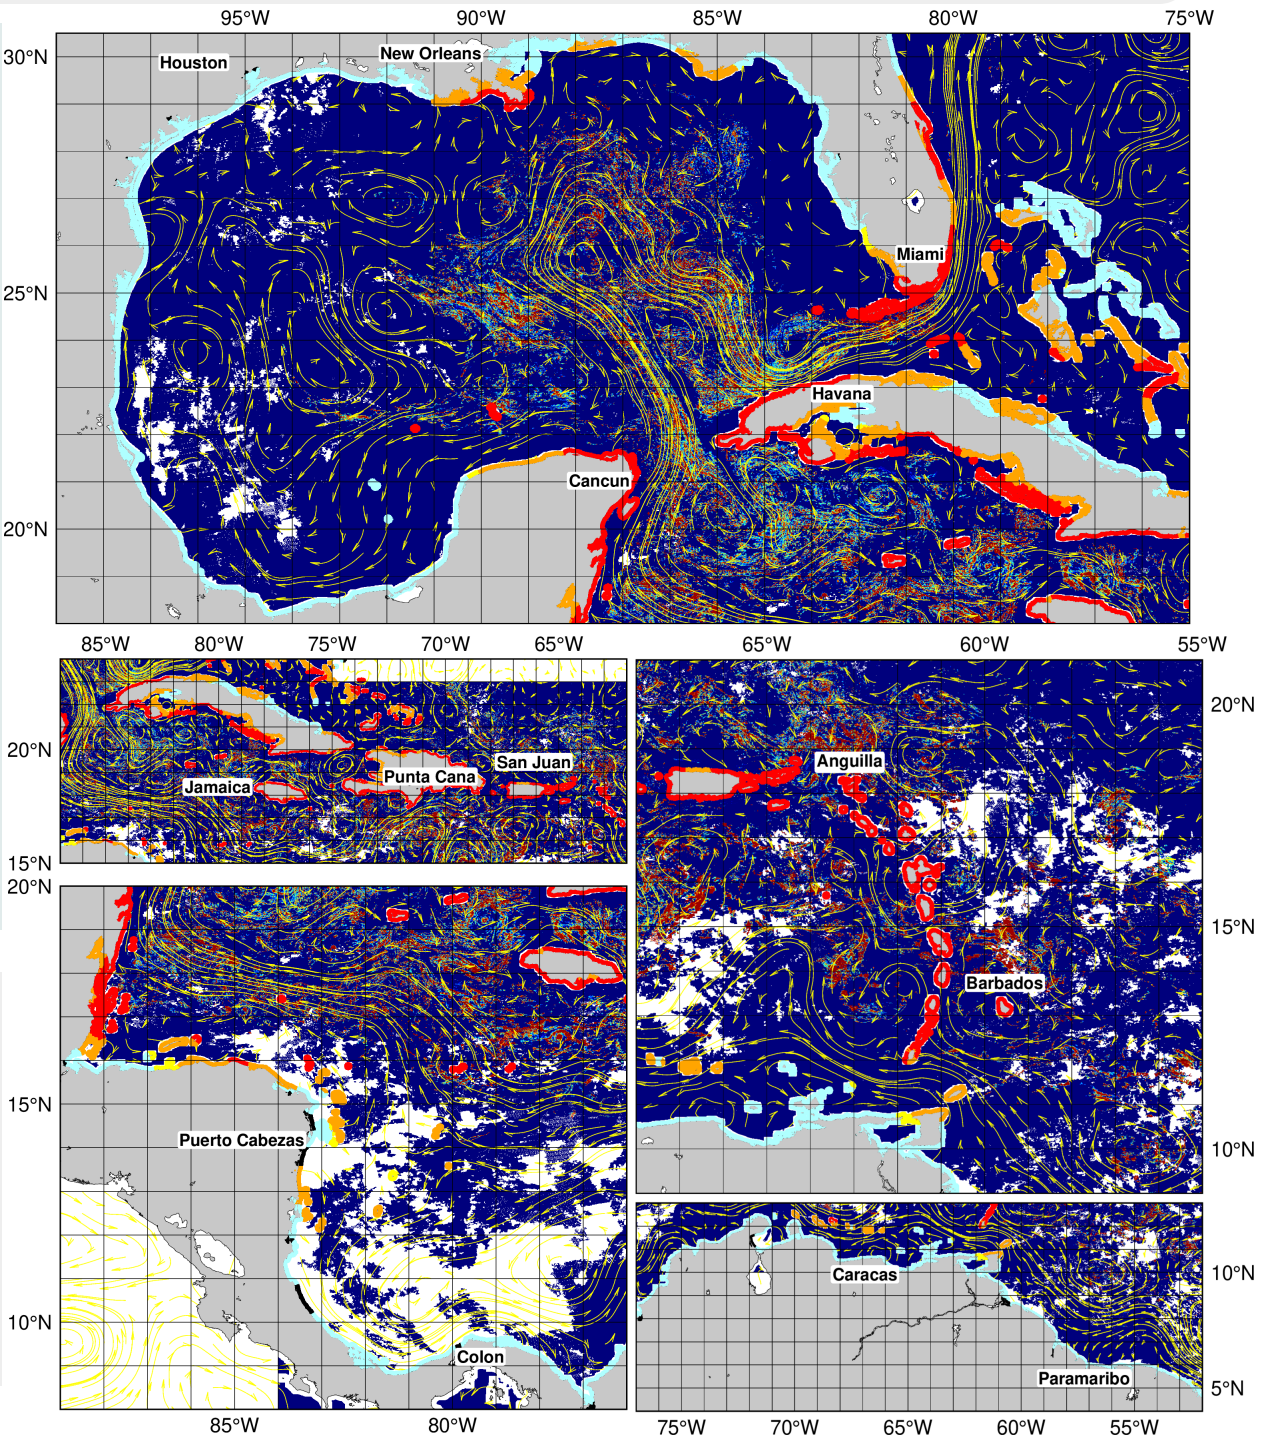 95°W 90°W 85°W 80°W 75°W
30°N
Houston
New Orleans
Miami
25°N
Havana
Cancun
20°N
85°W 80°W 75°W 70°W 65°W
65°W 60°W 55°W
20°N
Jamaica
Punta Cana
San Juan
15°N
20°N
Anguilla
15°N
Barbados
10°N
20°N
15°N
Puerto Cabezas
10°N
Colon
85°W 80°W
Caracas
10°N
Paramaribo
5°N
75°W 70°W 65°W 60°W 55°W